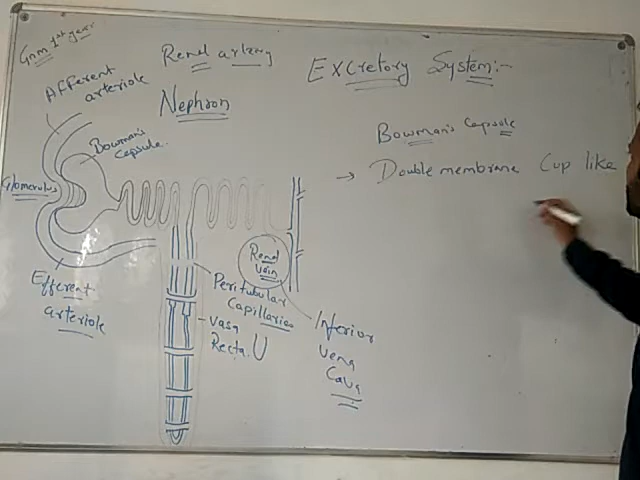 Gnm 1st year
Renal artery
Excretory System:-
Afferent
arteriole
Nephron
Bowman's
Capsule
Bowman's Capsule
→ Double membrane Cup like
Glomerulus
Renal
Vein
Efferent
arteriole
Peritubular
Capillaries
Vasa
Recta U
Inferior
Vena
Cava